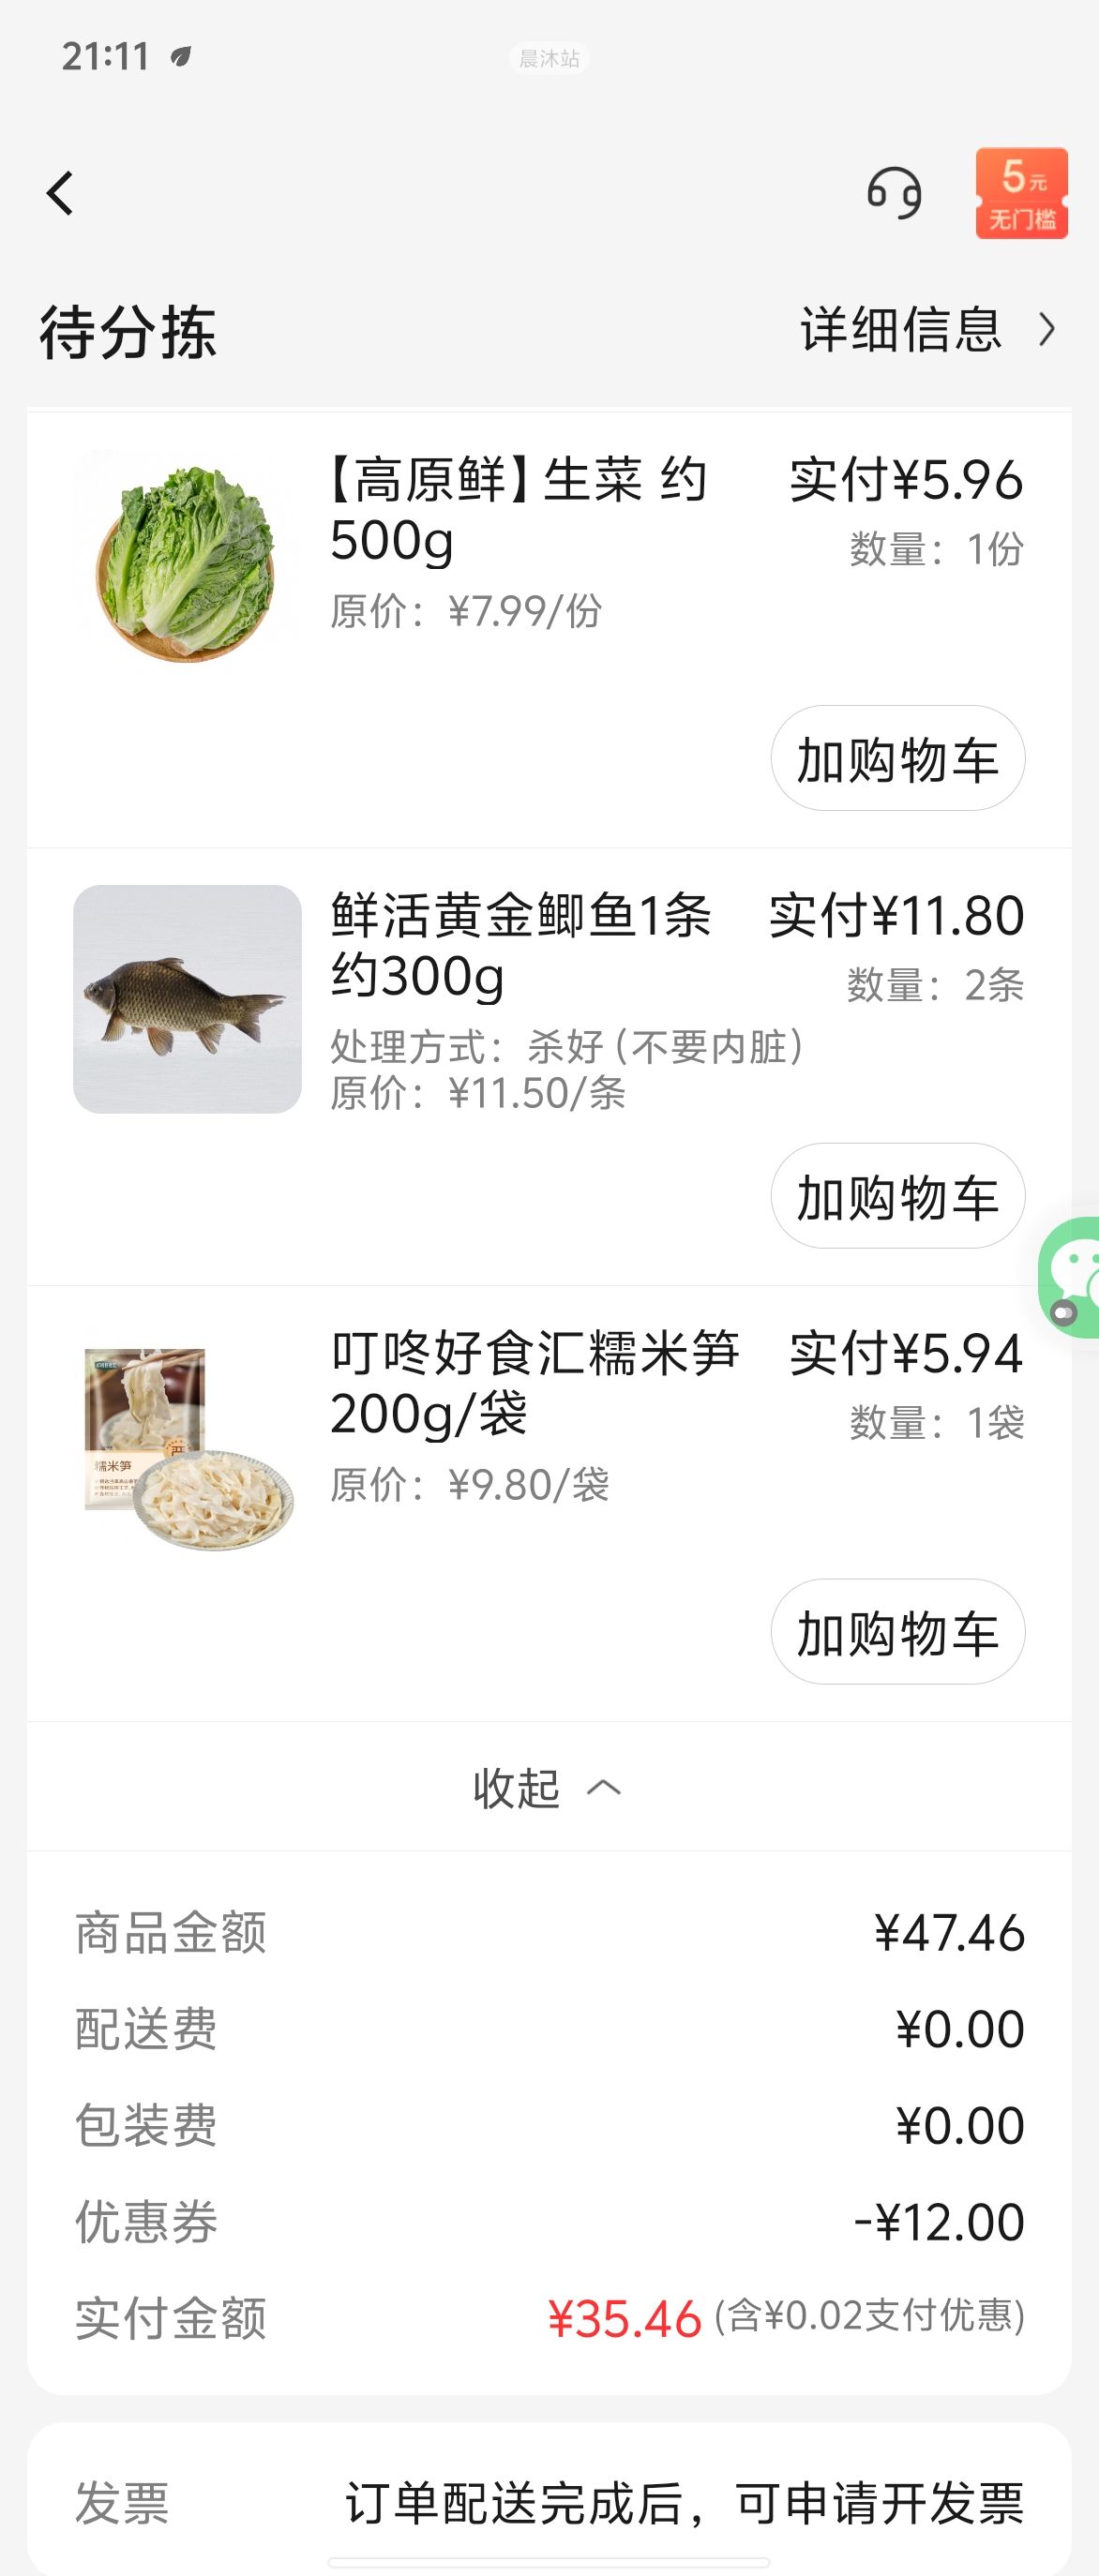 21:11
晨沐站
5元
无门槛
待分拣
详细信息
【高原鲜】生菜 约500g
实付¥5.96
数量：1份
原价：¥7.99/份
加购物车
鲜活黄金鲫鱼1条
约300g
实付¥11.80
数量：2条
处理方式：杀好（不要内脏）
原价：¥11.50/条
加购物车
糯米笋
叮咚好食汇糯米笋
200g/袋
实付¥5.94
数量：1袋
原价：¥9.80/袋
加购物车
收起
商品金额 ¥47.46
配送费 ¥0.00
包装费 ¥0.00
优惠券 -¥12.00
实付金额 ¥35.46 (含¥0.02支付优惠)
发票 订单配送完成后，可申请开发票